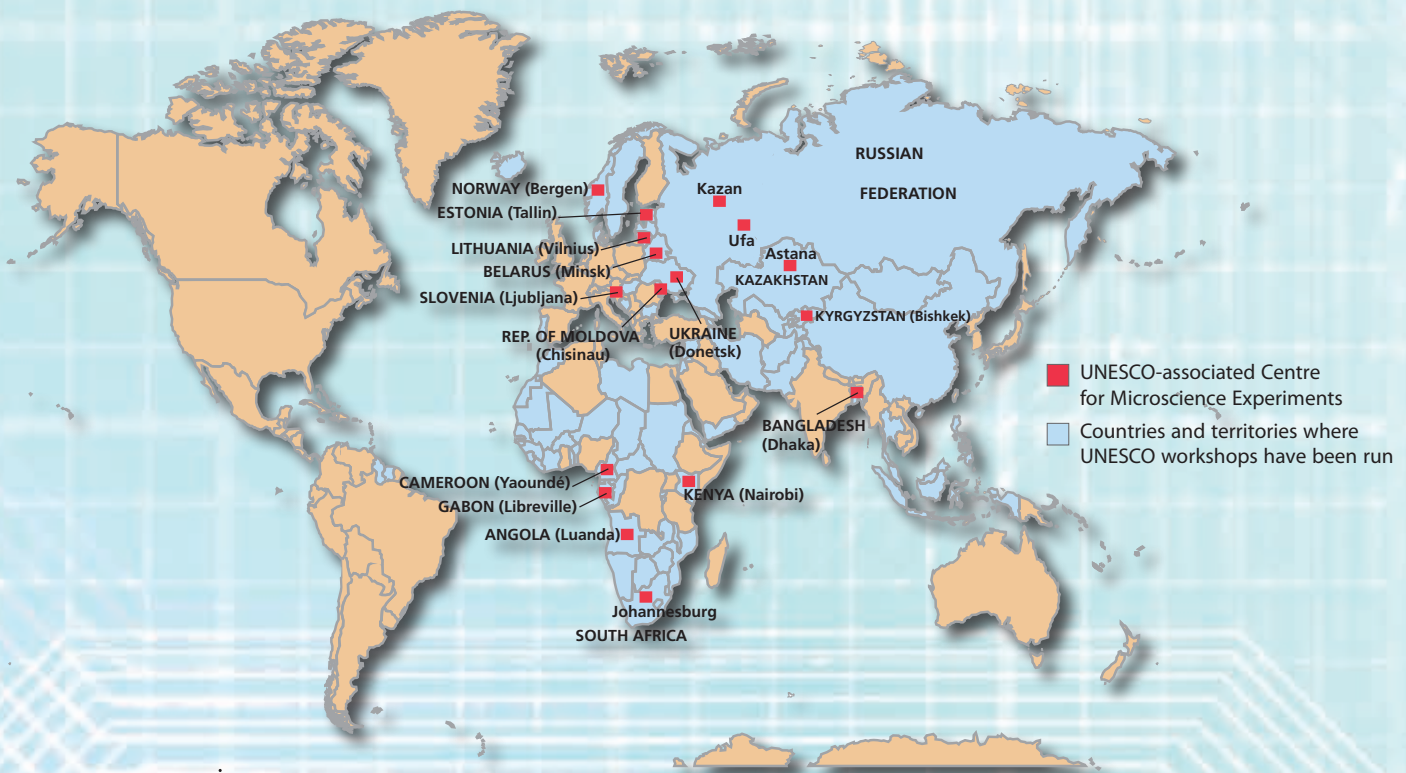 RUSSIAN
FEDERATION
NORWAY (Bergen)
Kazan
ESTONIA (Tallin)
Ufa
LITHUANIA (Vilnius)
Astana
BELARUS (Minsk)
KAZAKHSTAN
SLOVENIA (Ljubljana)
KYRGYZSTAN (Bishkek)
REP. OF MOLDOVA
(Chisinau)
UKRAINE
(Donetsk)
UNESCO-associated Centre
for Microscience Experiments
Countries and territories where
UNESCO workshops have been run
BANGLADESH
(Dhaka)
CAMEROON (Yaoundé)
KENYA (Nairobi)
GABON (Libreville)
ANGOLA (Luanda)
Johannesburg
SOUTH AFRICA